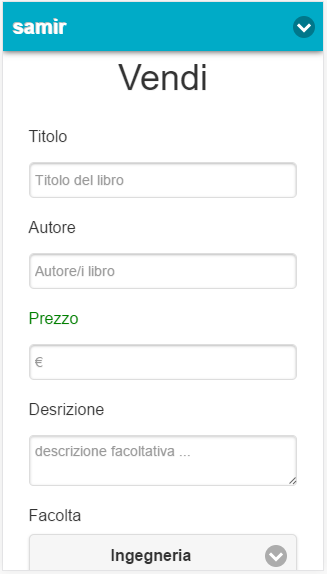 samir
Vendi
Titolo
Titolo del libro
Autore
Autore/i libro
Prezzo
€
Desrizione
descrizione facoltativa ...
Facolta
Ingegneria